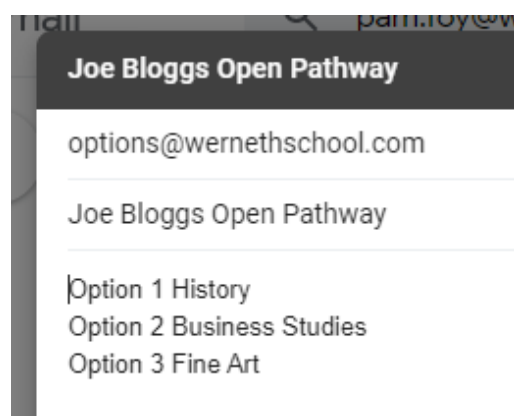 Joe Bloggs Open Pathway
options@wernethschool.com
Joe Bloggs Open Pathway
Option 1 History
Option 2 Business Studies
Option 3 Fine Art